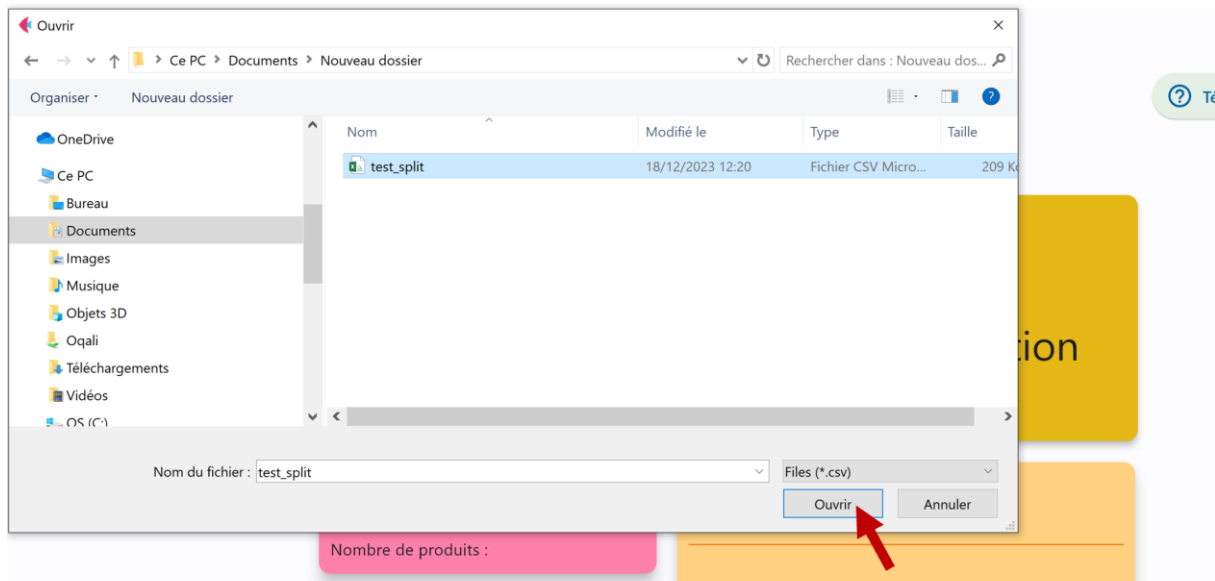 Ouvrir
Ce PC > Documents > Nouveau dossier
Rechercher dans : Nouveau dos...
Organiser
Nouveau dossier
Té
OneDrive
Ce PC
Bureau
Documents
Images
Musique
Objets 3D
Oqali
Téléchargements
Vidéos
OS (C:)
Nom Modifié le Type Taille
test_split 18/12/2023 12:20 Fichier CSV Micro... 209 Ko
tion
Nom du fichier : test_split Files (*.csv)
Ouvrir Annuler
Nombre de produits :